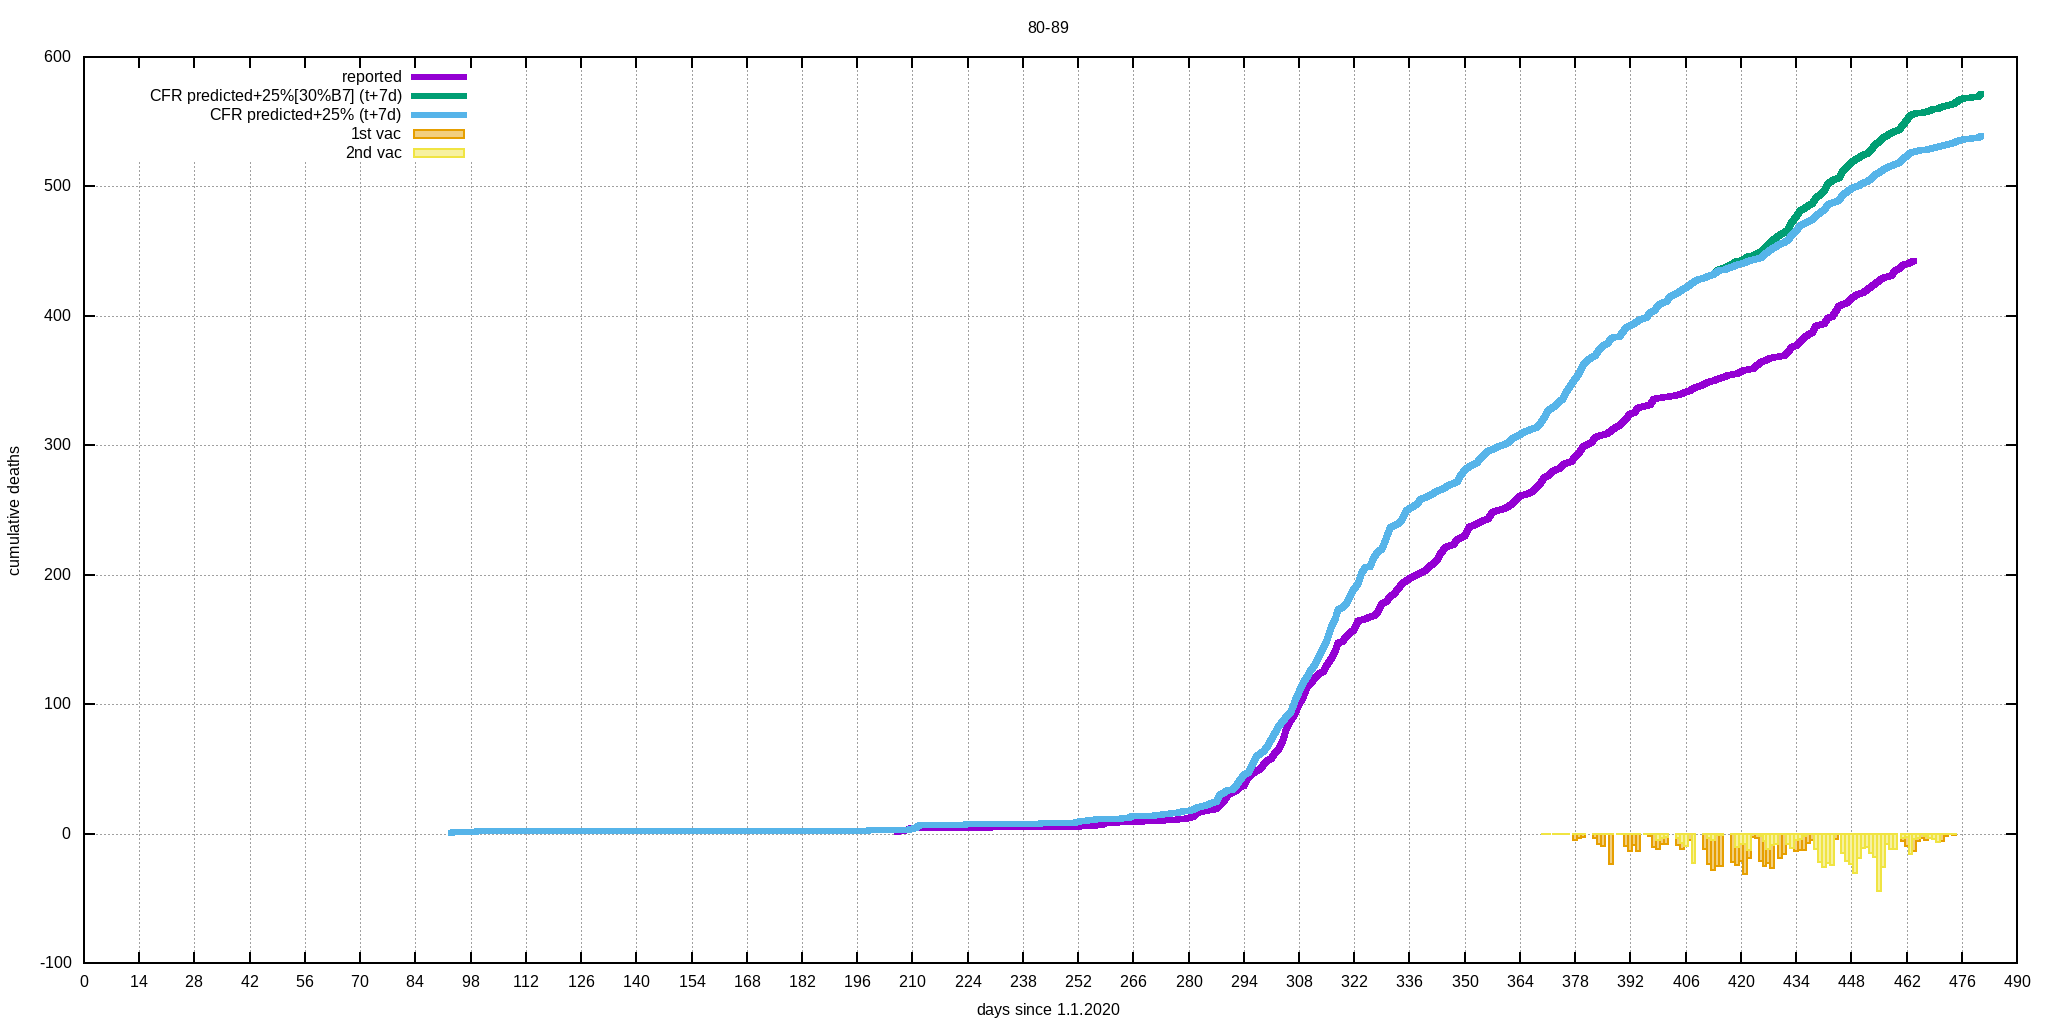 80-89
reported
CFR predicted+25%[30%B7] (t+7d)
CFR predicted+25% (t+7d)
1st vac
2nd vac
600
500
400
300
200
100
0
-100
cumulative deaths
0 14 28 42 56 70 84 98 112 126 140 154 168 182 196 210 224 238 252 266 280 294 308 322 336 350 364 378 392 406 420 434 448 462 476 490
days since 1.1.2020